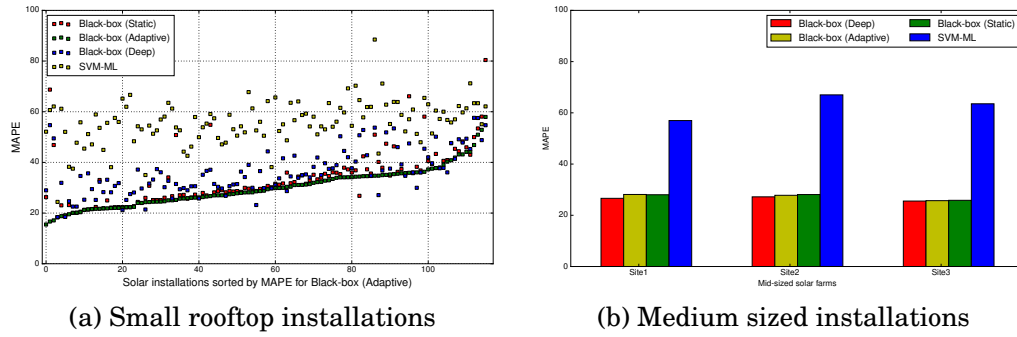 100
80
60
40
20
0
MAPE
Black-box (Static)
Black-box (Adaptive)
Black-box (Deep)
SVM-ML
0 20 40 60 80 100
Solar installations sorted by MAPE for Black-box (Adaptive)
(a) Small rooftop installations
100
80
60
40
20
0
MAPE
Black-box (Deep) Black-box (Static)
Black-box (Adaptive) SVM-ML
Site1 Site2 Site3
Mid-sized solar farms
(b) Medium sized installations